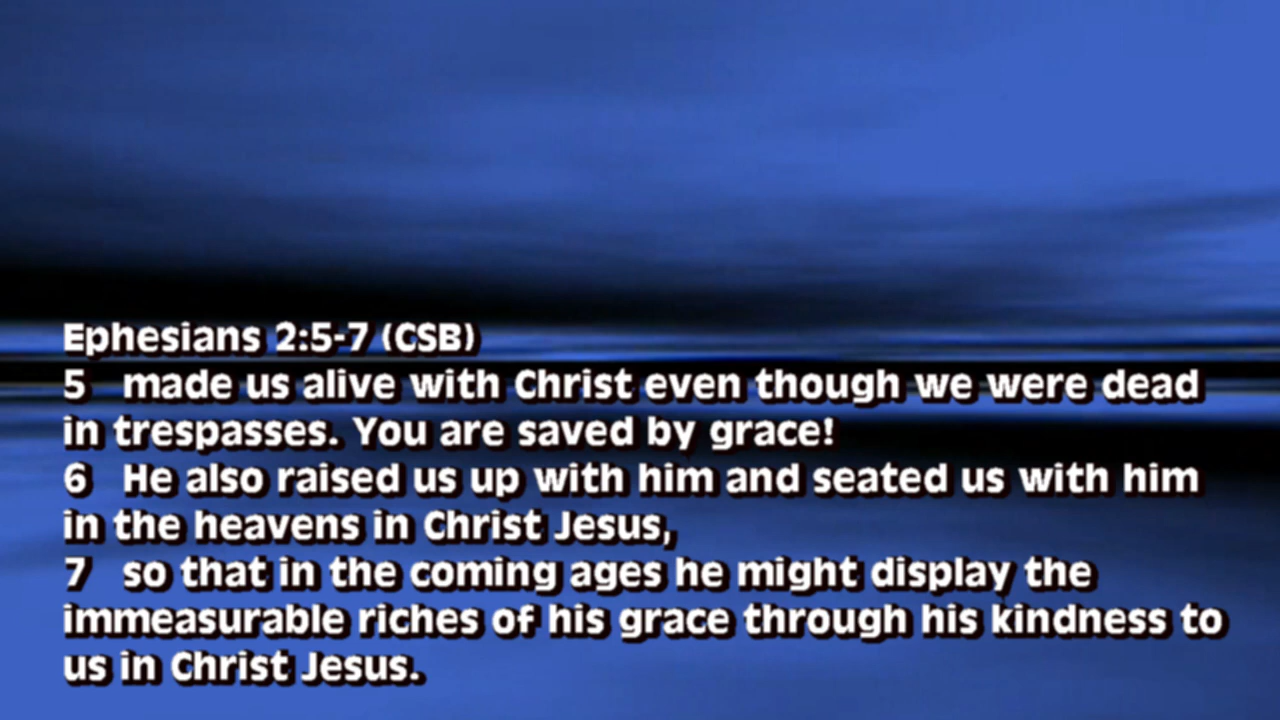 Ephesians 2:5-7 (CSB)
5 made us alive with Christ even though we were dead
in trespasses. You are saved by grace!
6 He also raised us up with him and seated us with him
in the heavens in Christ Jesus,
7 so that in the coming ages he might display the
immeasurable riches of his grace through his kindness to
us in Christ Jesus.